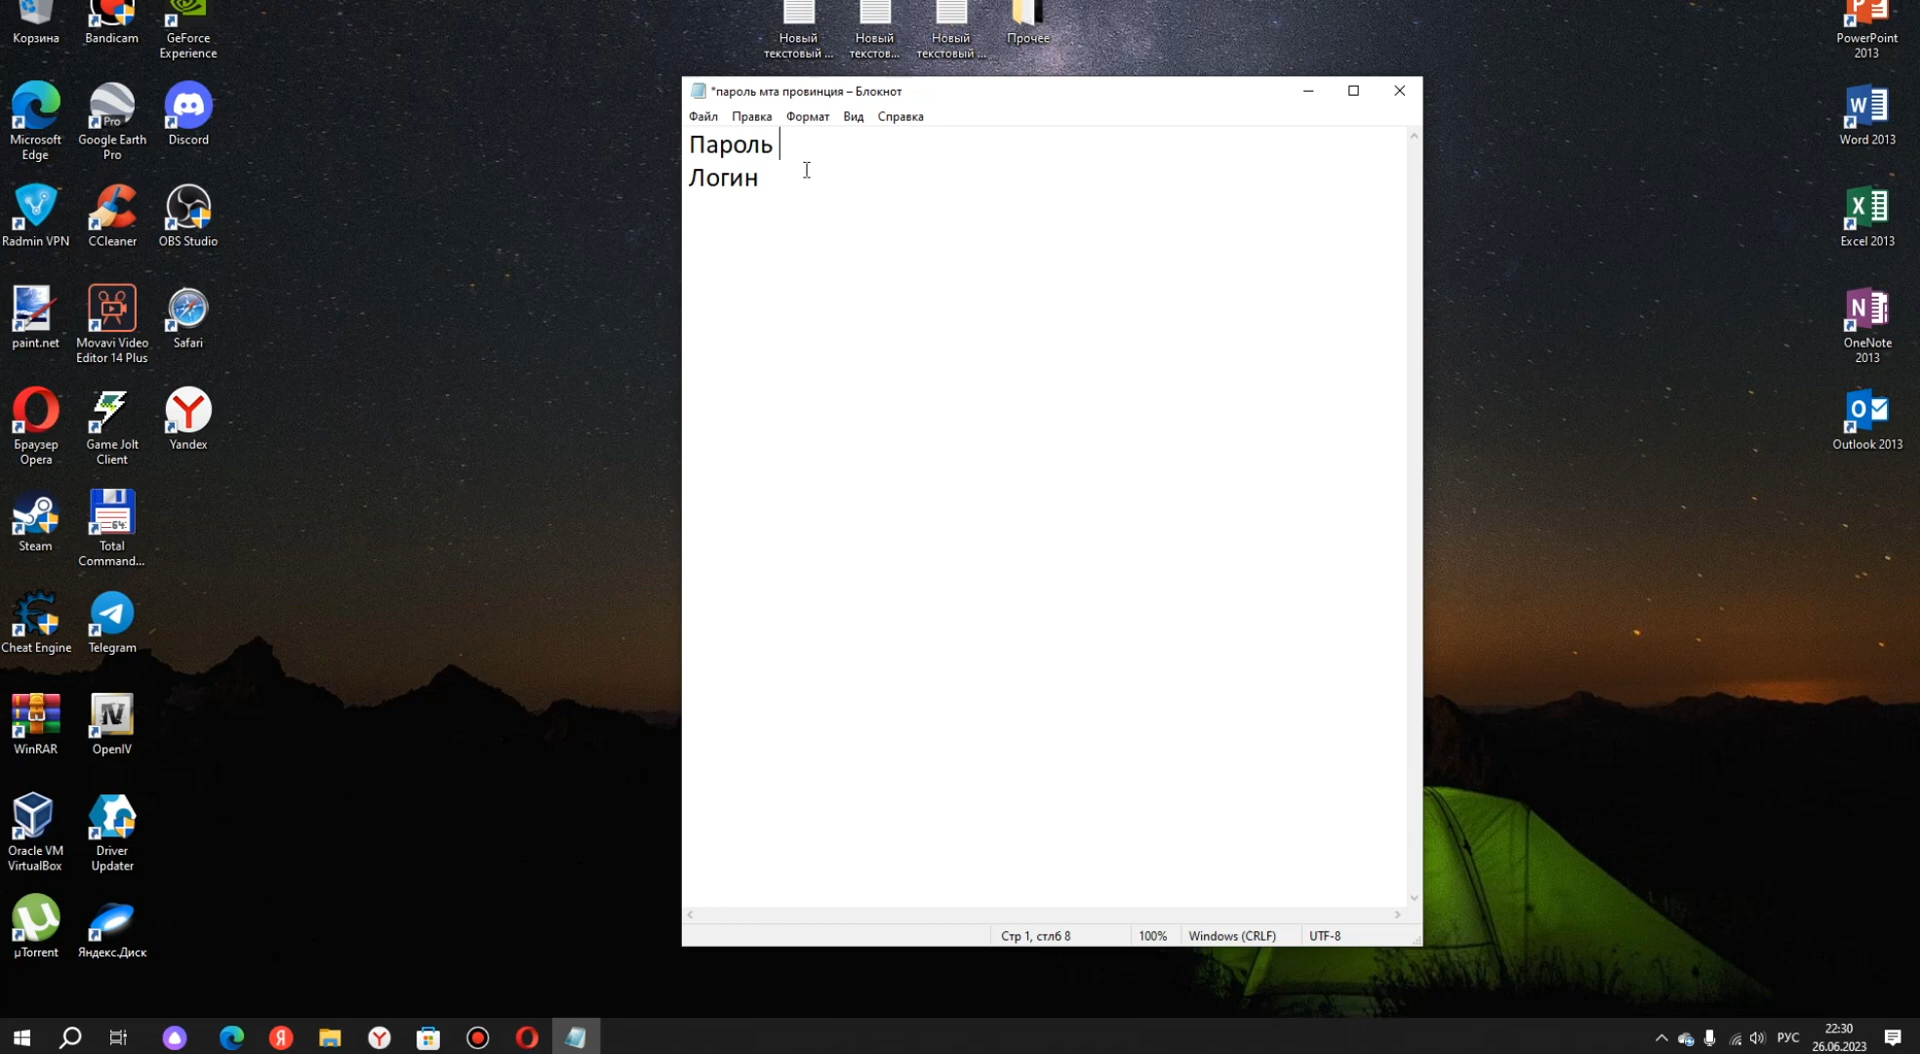 Корзина
Bandicam
GeForce
Experience
Новый
текстовый ...
Новый
текстов...
Новый
текстовый ...
Прочее
PowerPoint
2013
*пароль мта провинция – Блокнот
Файл Правка Формат Вид Справка
Пароль
Логин
Microsoft
Edge
Pro
Google Earth
Pro
Discord
Word 2013
Radmin VPN
CCleaner
OBS Studio
Excel 2013
paint.net
Movavi Video
Editor 14 Plus
Safari
OneNote
2013
Браузер
Opera
Game Jolt
Client
Yandex
Outlook 2013
Steam
64
Total
Command...
Cheat Engine
Telegram
WinRAR
IV
OpenIV
Oracle VM
VirtualBox
Driver
Updater
µTorrent
Яндекс.Диск
Стр 1, стлб 8
100%
Windows (CRLF)
UTF-8
РУС
22:30
26.06.2023